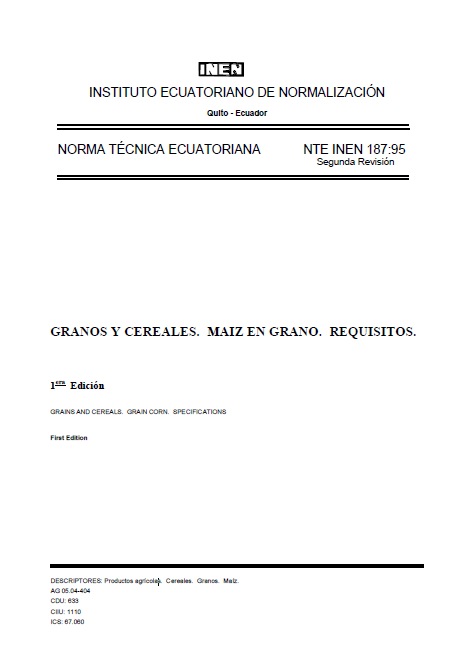 INEN
INSTITUTO ECUATORIANO DE NORMALIZACIÓN
Quito - Ecuador
NORMA TÉCNICA ECUATORIANA NTE INEN 187:95
Segunda Revisión
GRANOS Y CEREALES. MAIZ EN GRANO. REQUISITOS.
1era Edición
GRAINS AND CEREALS. GRAIN CORN. SPECIFICATIONS
First Edition
DESCRIPTORES: Productos agrícolas. Cereales. Granos. Maíz.
AG 05.04-404
CDU: 633
CIIU: 1110
ICS: 67.060